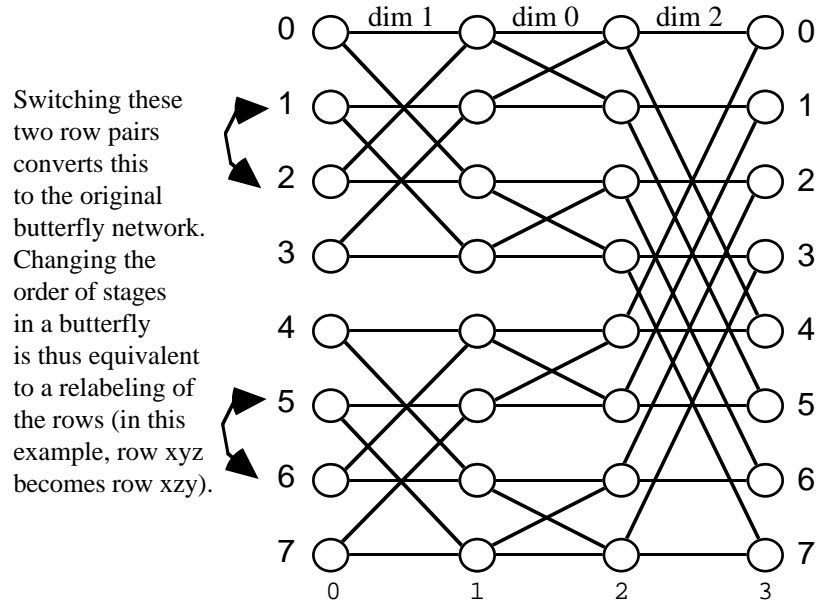 dim 1 dim 0 dim 2
0 0
Switching these
two row pairs
converts this
to the original
butterfly network.
Changing the
order of stages
in a butterfly
is thus equivalent
to a relabeling of
the rows (in this
example, row xyz
becomes row xzy).
1 1
2 2
3 3
4 4
5 5
6 6
7 7
0 1 2 3